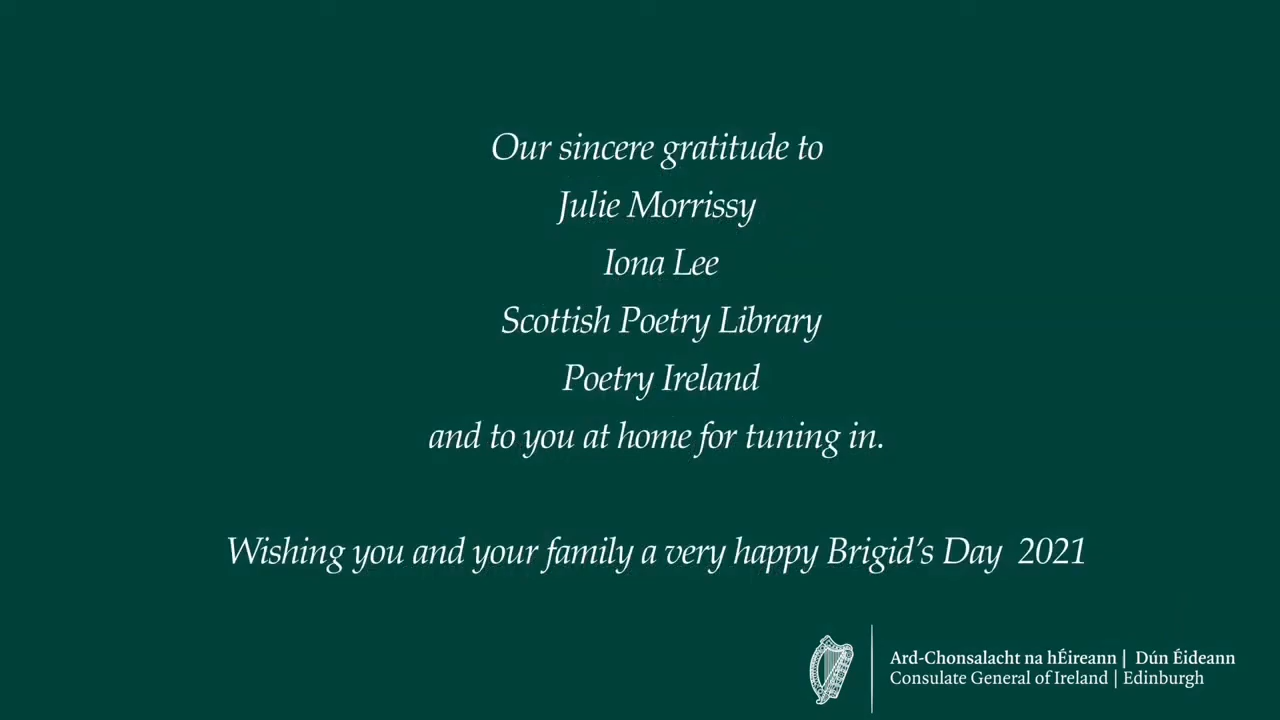 Our sincere gratitude to
Julie Morrissy
Iona Lee
Scottish Poetry Library
Poetry Ireland
and to you at home for tuning in.
Wishing you and your family a very happy Brigid's Day 2021
Ard-Chonsalacht na hÉireann | Dún Éideann
Consulate General of Ireland | Edinburgh